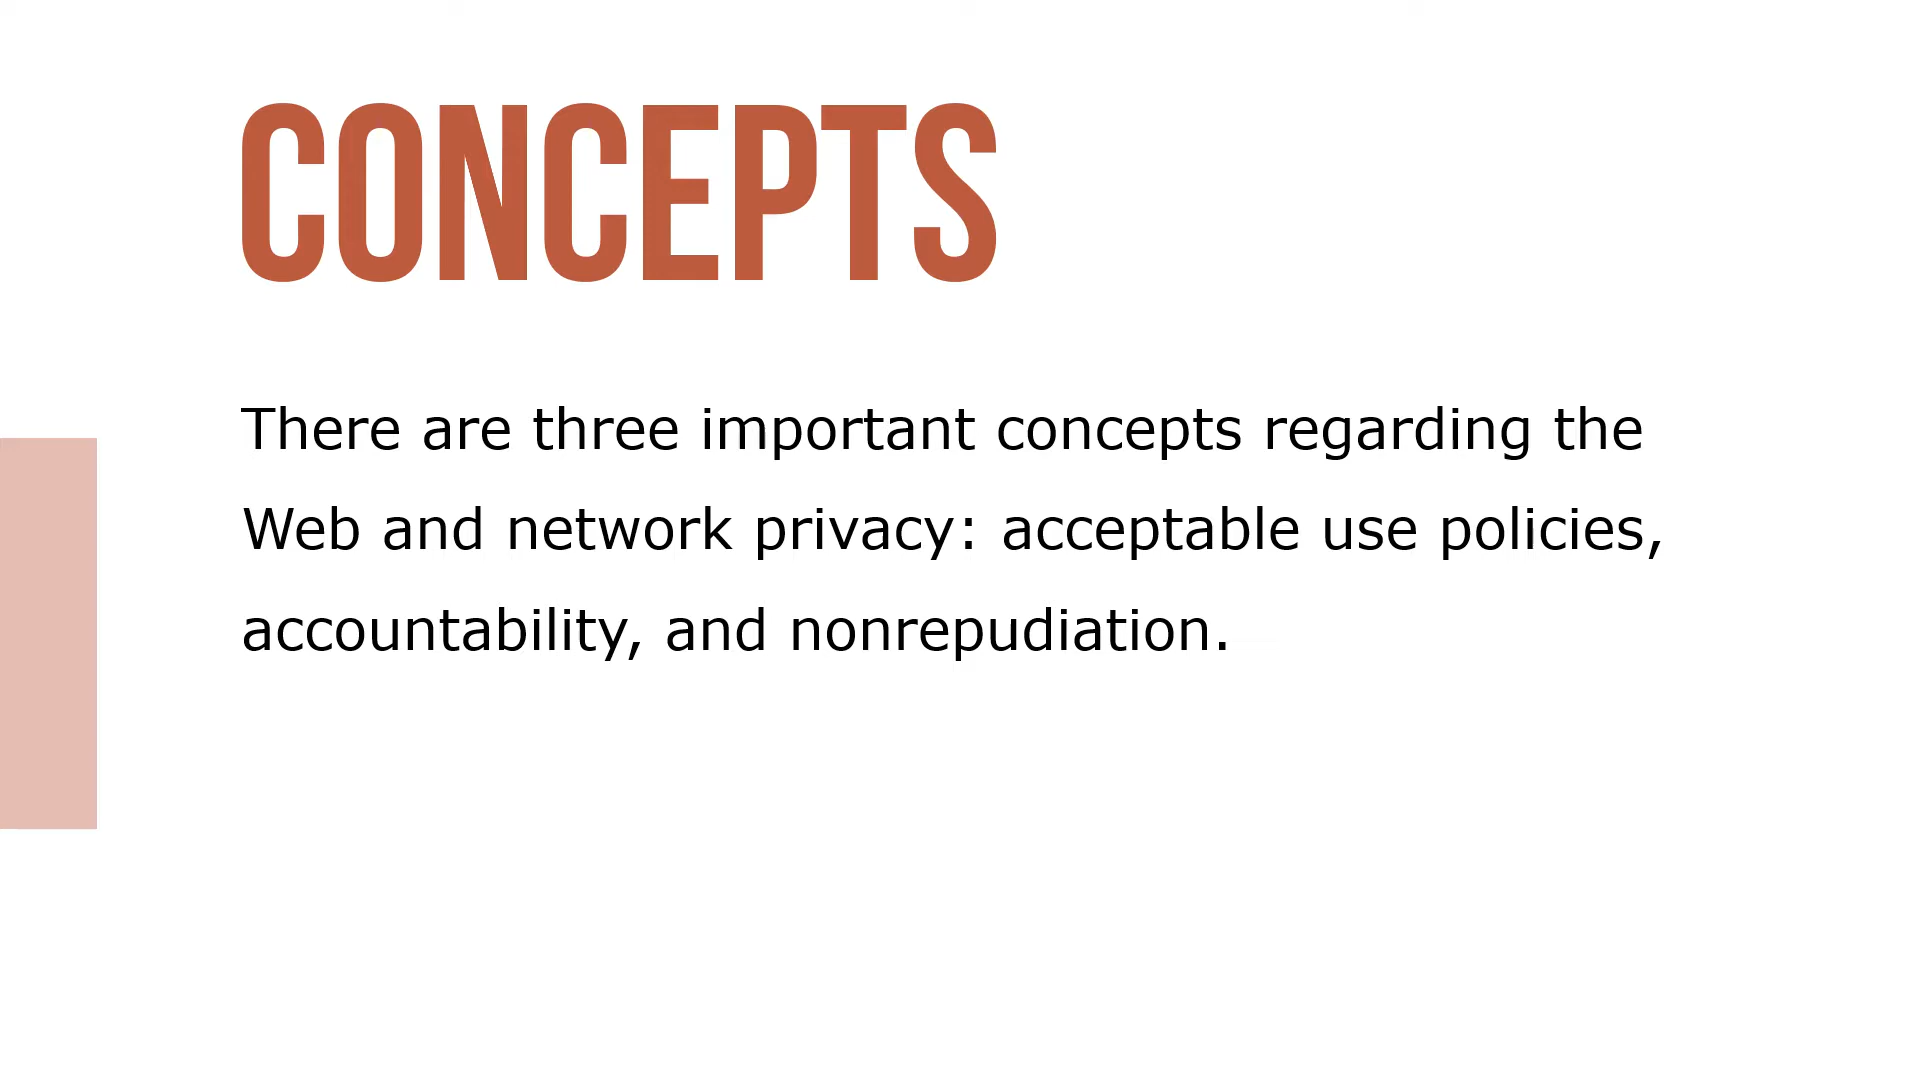 CONCEPTS
There are three important concepts regarding the
Web and network privacy: acceptable use policies,
accountability, and nonrepudiation.